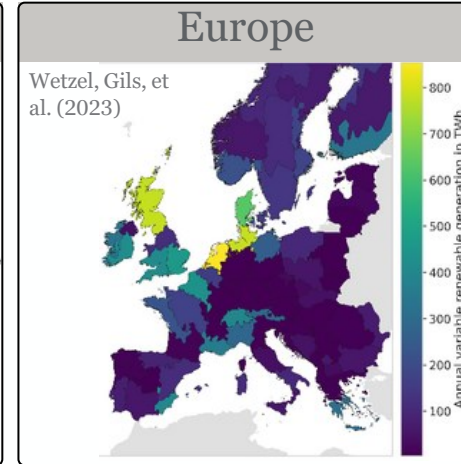 Europe
Wetzel, Gils, et
al. (2023)
800
700
600
500
400
300
200
100
Annual variable renewable generation in TWh